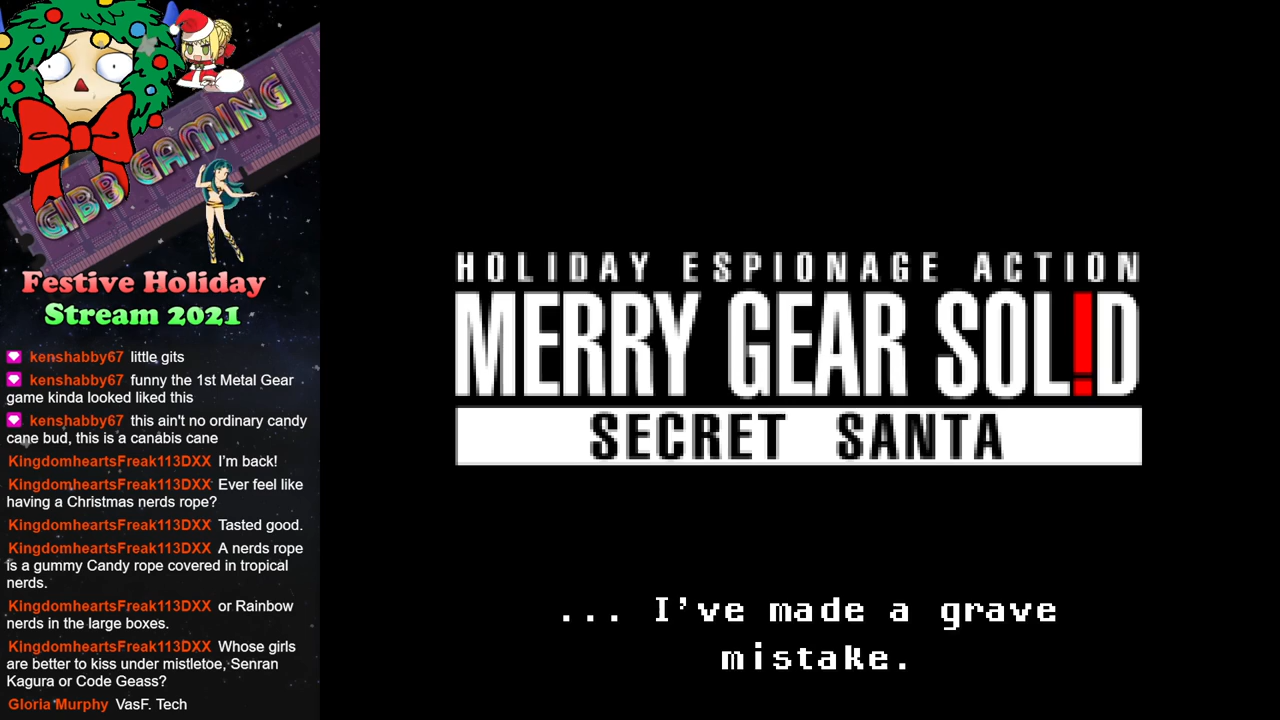 GIBB GAMING
Festive Holiday
Stream 2021
kenshabby67 little gits
kenshabby67 funny the 1st Metal Gear
game kinda looked liked this
kenshabby67 this ain't no ordinary candy
cane bud, this is a canabis cane
KingdomheartsFreak113DXX I'm back!
KingdomheartsFreak113DXX Ever feel like
having a Christmas nerds rope?
KingdomheartsFreak113DXX Tasted good.
KingdomheartsFreak113DXX A nerds rope
is a gummy Candy rope covered in tropical
nerds.
KingdomheartsFreak113DXX or Rainbow
nerds in the large boxes.
KingdomheartsFreak113DXX Whose girls
are better to kiss under mistletoe, Senran
Kagura or Code Geass?
Gloria Murphy VasF. Tech
HOLIDAY ESPIONAGE ACTION
MERRY GEAR SOL!D
SECRET SANTA
... I've made a grave
mistake.